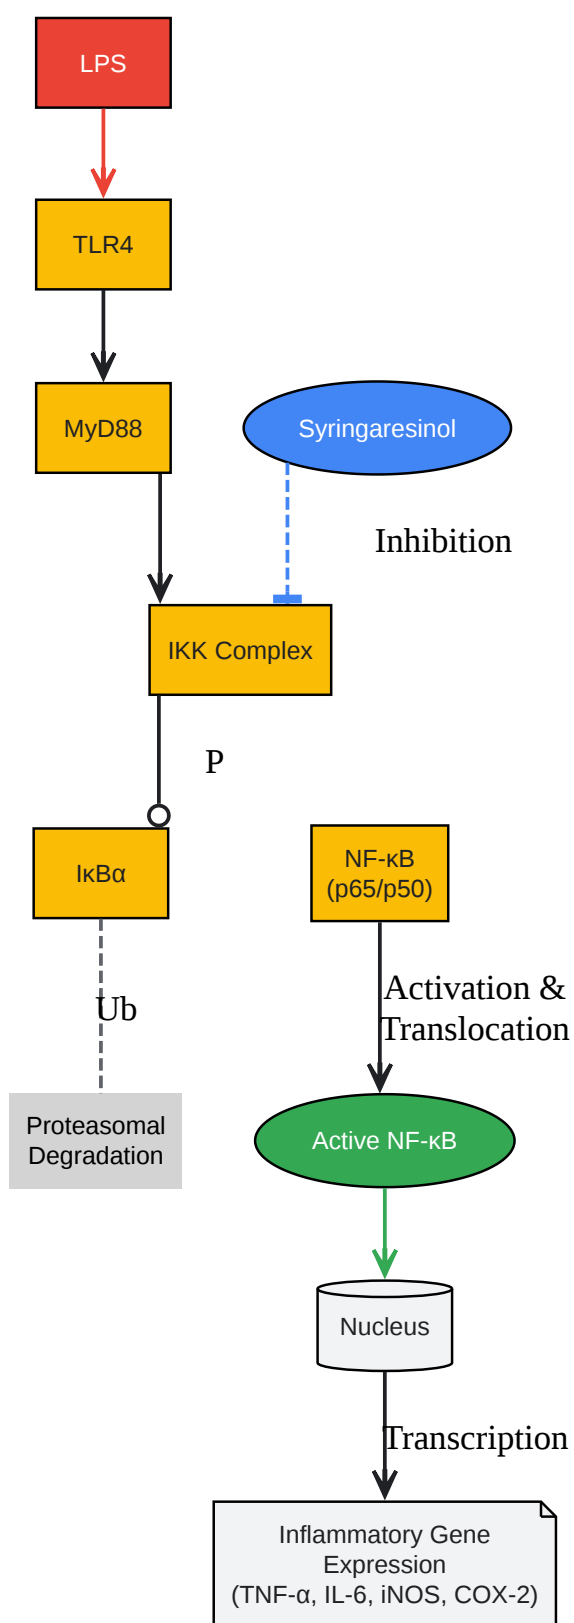 LPS
TLR4
MyD88
Syringaresinol
Inhibition
IKK Complex
P
IκBα
NF-κB
(p65/p50)
Ub
Activation &
Translocation
Proteasomal
Degradation
Active NF-κB
Nucleus
Transcription
Inflammatory Gene
Expression
(TNF-α, IL-6, iNOS, COX-2)